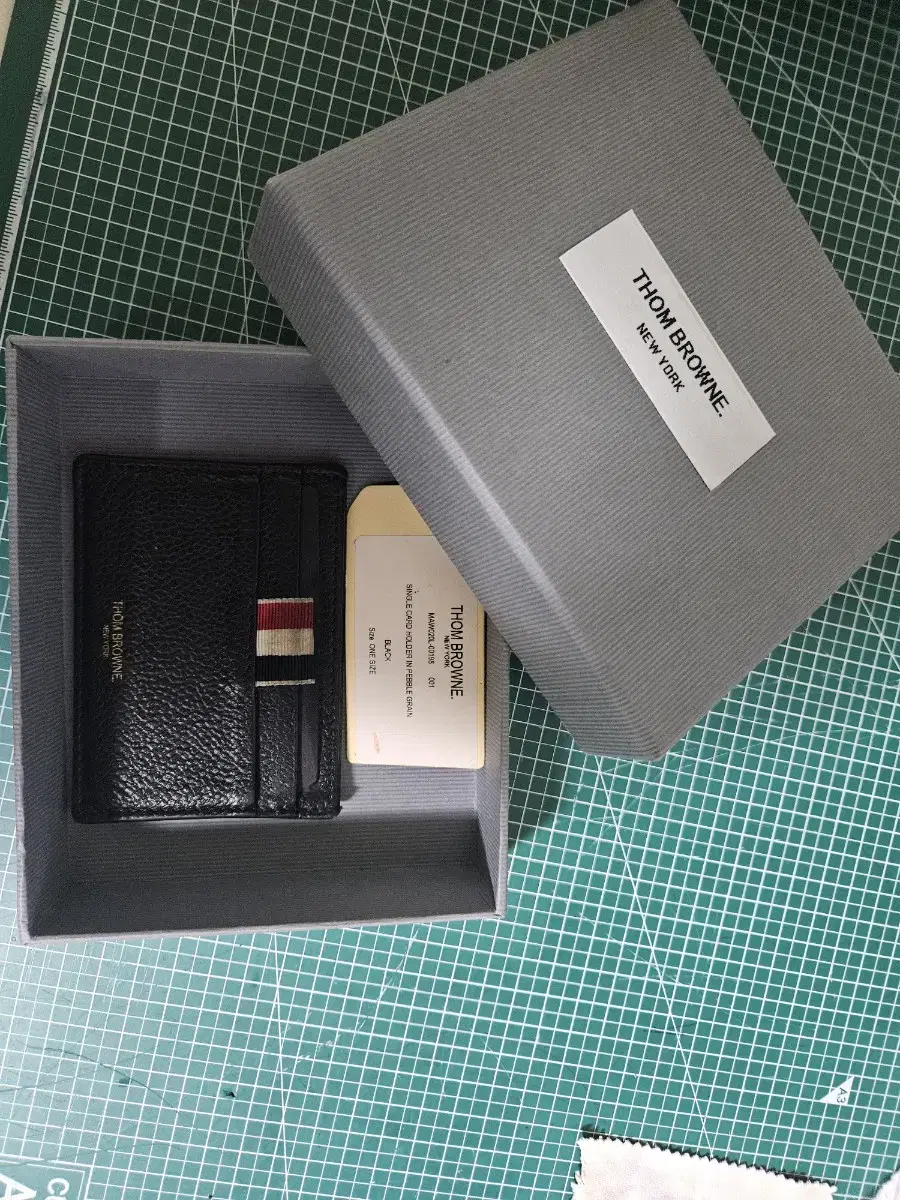 THOM BROWNE.
NEW YORK
THOM BROWNE.
NEW YORK
THOM BROWNE.
NEW YORK
001
SINGLE CARD HOLDER IN PEBBLE GRAIN
BLACK
Size ONE SIZE
A3